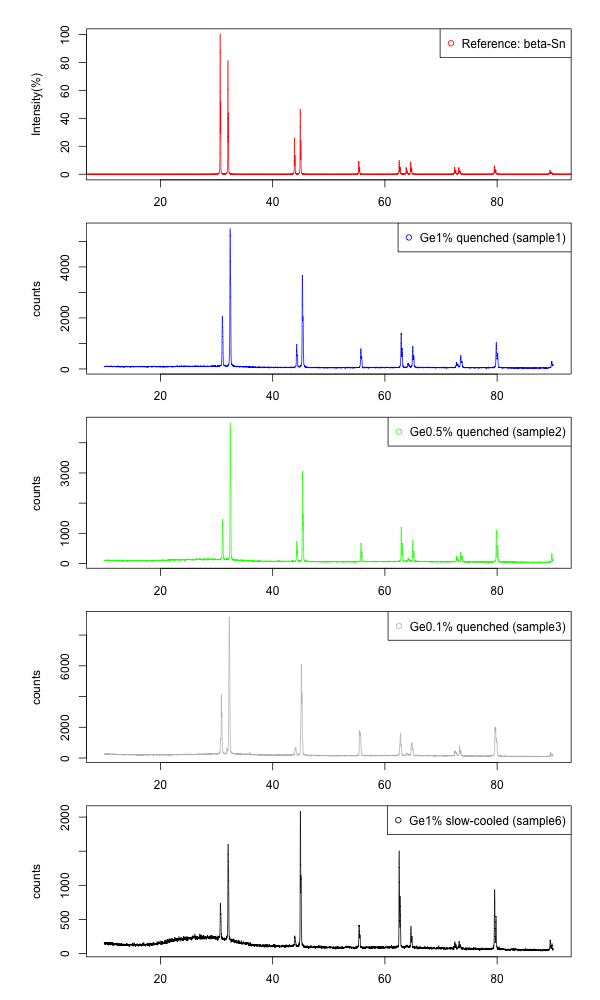 Reference: beta-Sn
Intensity(%)
0 20 40 60 80 100
20 40 60 80
Ge1% quenched (sample1)
counts
0 2000 4000
20 40 60 80
Ge0.5% quenched (sample2)
counts
0 1000 3000
20 40 60 80
Ge0.1% quenched (sample3)
counts
0 2000 6000
20 40 60 80
Ge1% slow-cooled (sample6)
counts
0 500 1000 2000
20 40 60 80